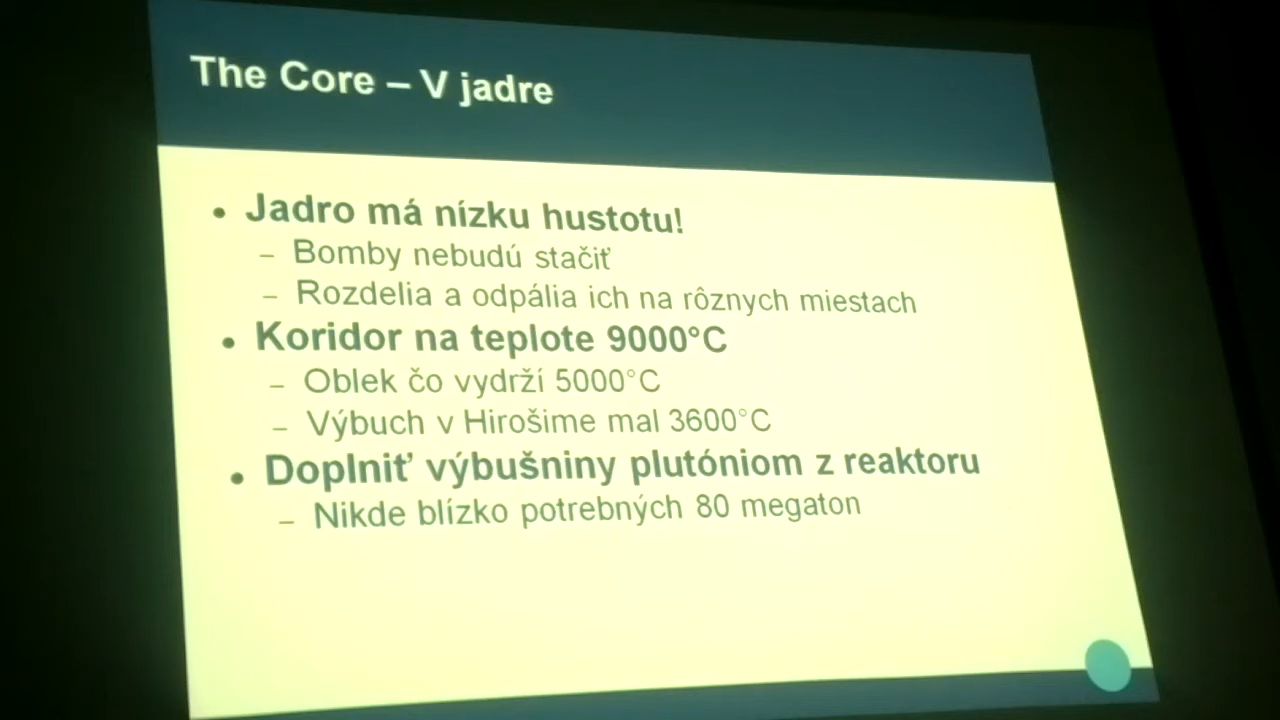 The Core – V jadre
• Jadro má nízku hustotu!
– Bomby nebudú stačiť
– Rozdelia a odpália ich na rôznych miestach
• Koridor na teplote 9000°C
– Oblek čo vydrží 5000°C
– Výbuch v Hirošime mal 3600°C
• Doplniť výbušniny plutóniom z reaktoru
– Nikde blízko potrebných 80 megaton